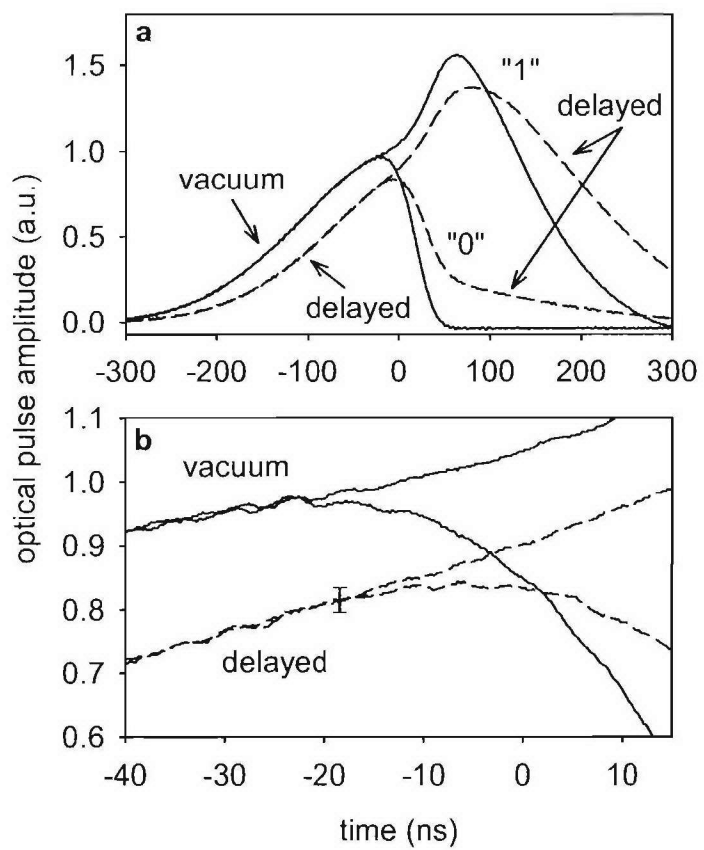 a
1.5
1.0
0.5
0.0
"1"
delayed
vacuum
"0"
delayed
-300 -200 -100 0 100 200 300
optical pulse amplitude (a.u.)
b
1.1
1.0
0.9
0.8
0.7
0.6
vacuum
delayed
-40 -30 -20 -10 0 10
time (ns)